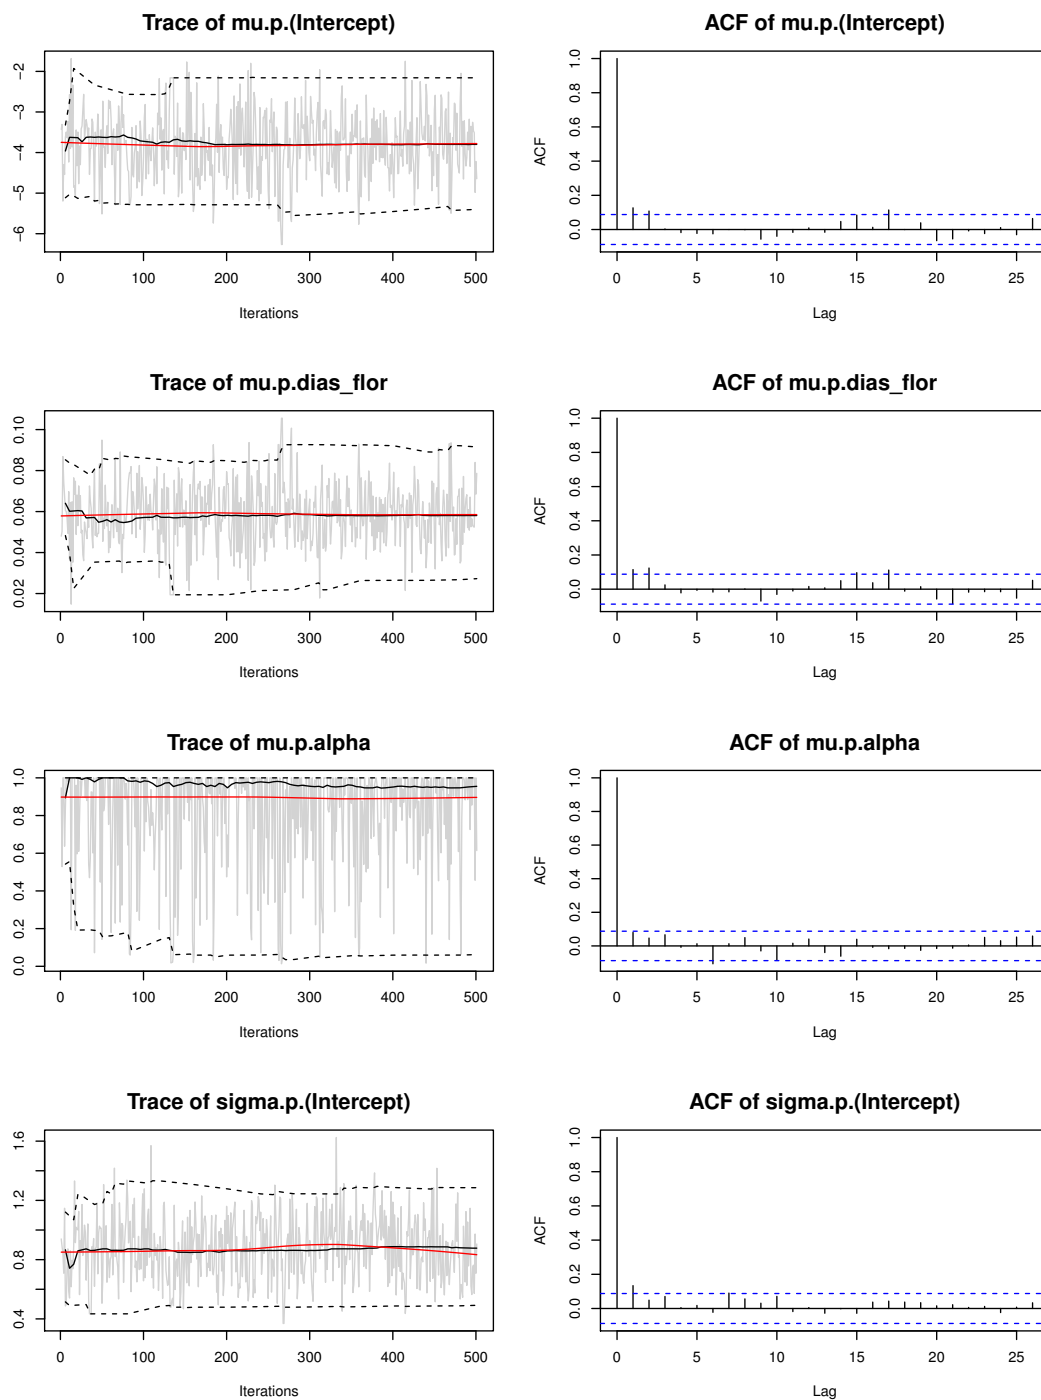 Trace of mu.p.(Intercept)
−2
−3
−4
−5
−6
0 100 200 300 400 500
Iterations
ACF of mu.p.(Intercept)
ACF
1.0
0.8
0.6
0.4
0.2
0.0
0 5 10 15 20 25
Lag
Trace of mu.p.dias_flor
0.10
0.08
0.06
0.04
0.02
0 100 200 300 400 500
Iterations
ACF of mu.p.dias_flor
ACF
1.0
0.8
0.6
0.4
0.2
0.0
0 5 10 15 20 25
Lag
Trace of mu.p.alpha
1.0
0.8
0.6
0.4
0.2
0.0
0 100 200 300 400 500
Iterations
ACF of mu.p.alpha
ACF
1.0
0.8
0.6
0.4
0.2
0.0
0 5 10 15 20 25
Lag
Trace of sigma.p.(Intercept)
1.6
1.2
0.8
0.4
0 100 200 300 400 500
Iterations
ACF of sigma.p.(Intercept)
ACF
1.0
0.8
0.6
0.4
0.2
0.0
0 5 10 15 20 25
Lag